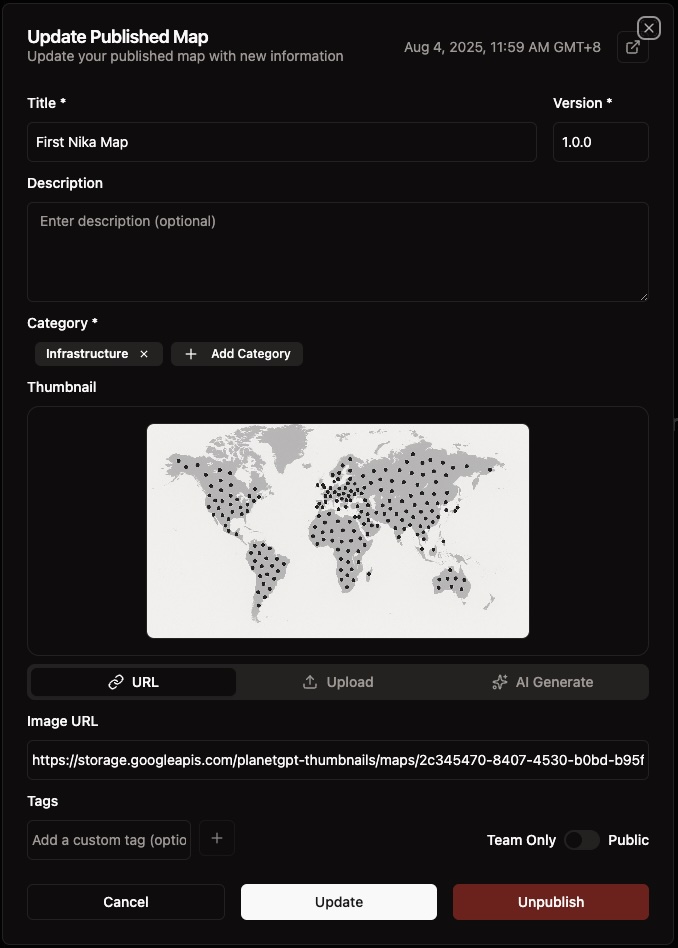 Update Published Map
Update your published map with new information
Aug 4, 2025, 11:59 AM GMT+8
Title *
Version *
First Nika Map
1.0.0
Description
Enter description (optional)
Category *
Infrastructure
Add Category
Thumbnail
URL
Upload
AI Generate
Image URL
https://storage.googleapis.com/planetgpt-thumbnails/maps/2c345470-8407-4530-b0bd-b95f
Tags
Add a custom tag (optio
Team Only
Public
Cancel
Update
Unpublish